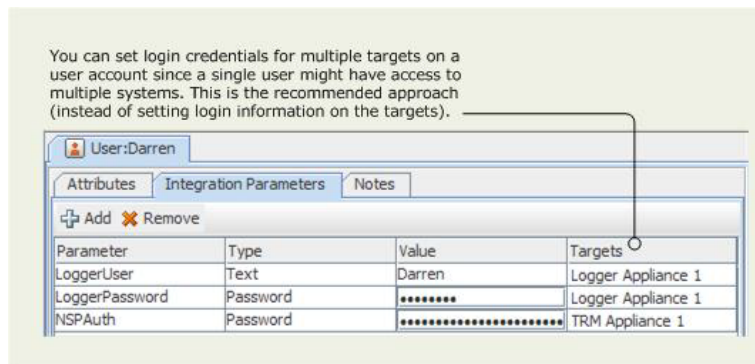 You can set login credentials for multiple targets on a
user account since a single user might have access to
multiple systems. This is the recommended approach
(instead of setting login information on the targets).
User:Darren
Attributes Integration Parameters Notes
Add Remove
Parameter Type Value Targets
LoggerUser Text Darren Logger Appliance 1
LoggerPassword Password •••••••• Logger Appliance 1
NSPAuth Password •••••••••••••••••••••• TRM Appliance 1